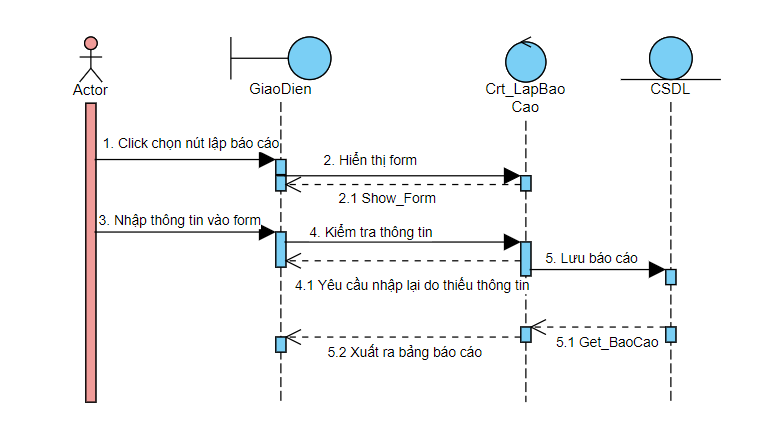 Actor
GiaoDien
Crt_LapBao
Cao
CSDL
1. Click chọn nút lập báo cáo
2. Hiển thị form
2.1 Show_Form
3. Nhập thông tin vào form
4. Kiểm tra thông tin
5. Lưu báo cáo
4.1 Yêu cầu nhập lại do thiếu thông tin
5.1 Get_BaoCao
5.2 Xuất ra bảng báo cáo